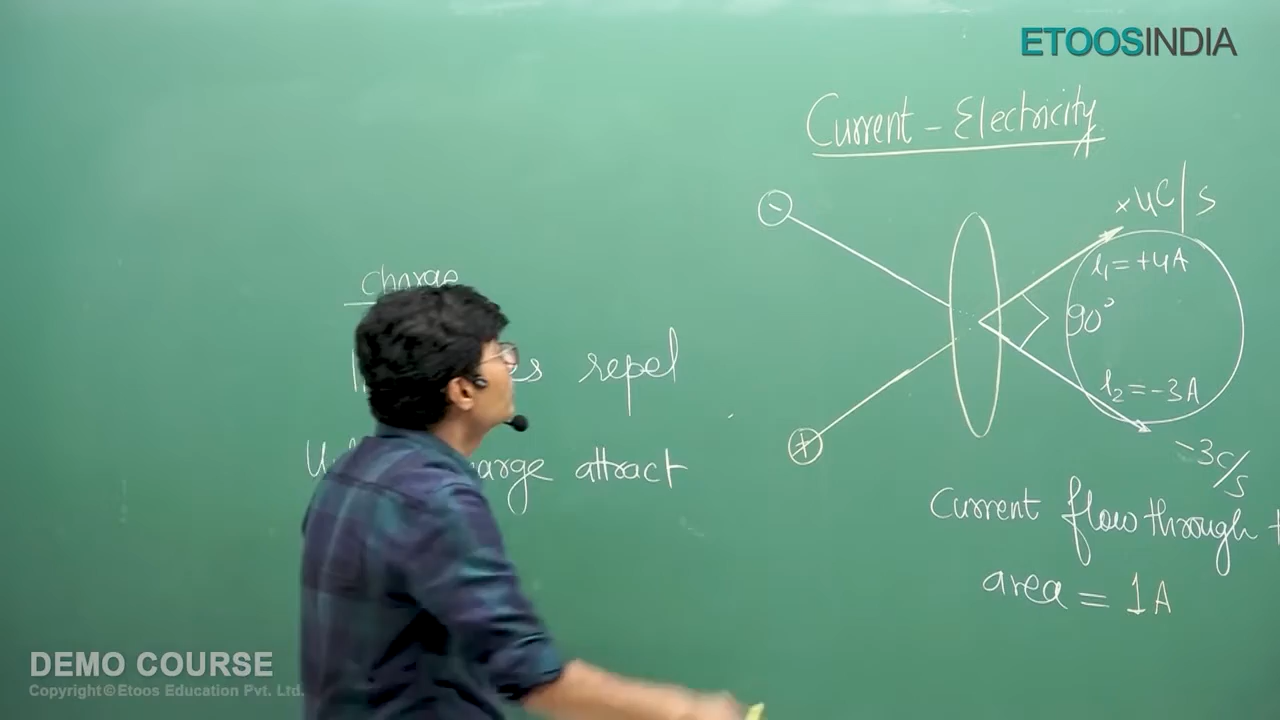 ETOOSINDIA
Current - Electricity
-
×4C/S
i₁ = +4A
90°
i₂ = -3A
+
-3C/S
Current flow through
area = 1A
charge
repel
attract
DEMO COURSE
Copyright © Etoos Education Pvt. Ltd.